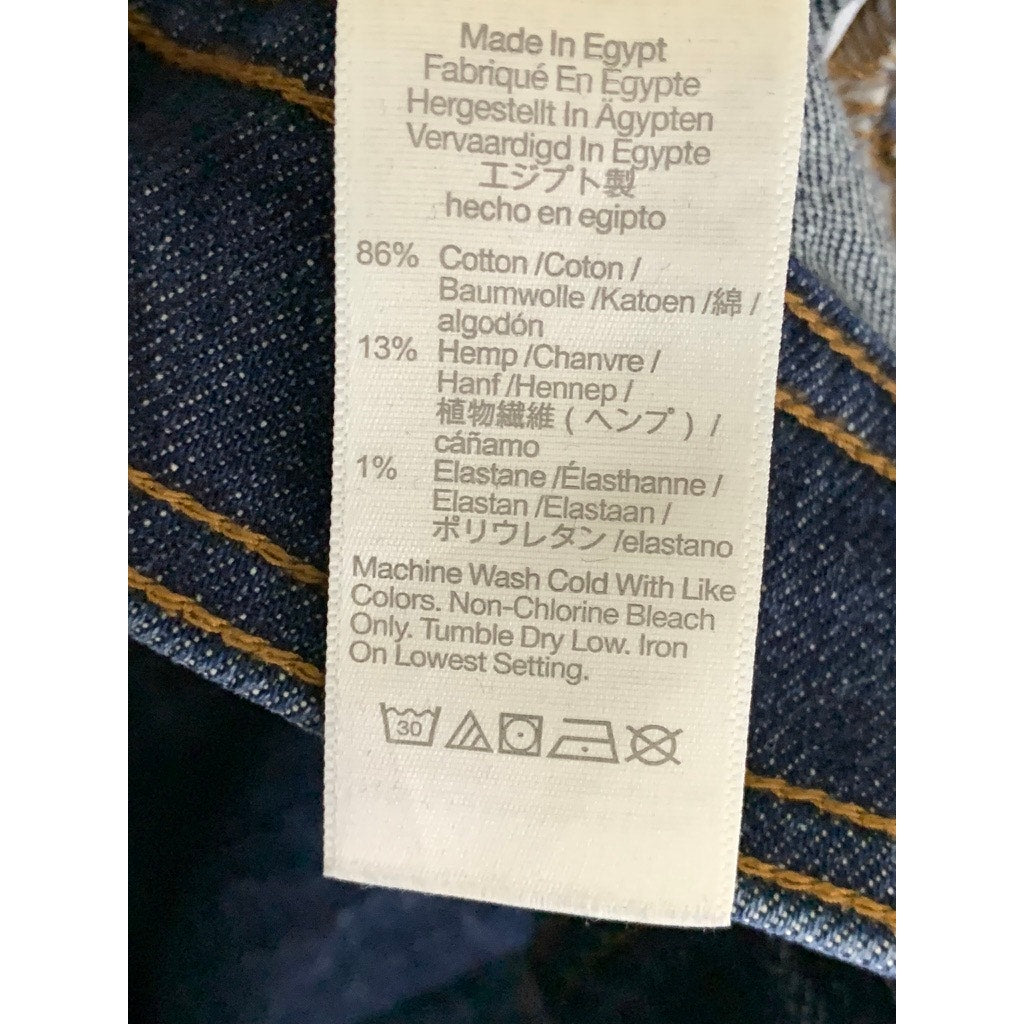 Made In Egypt
Fabriqué En Egypte
Hergestellt In Ägypten
Vervaardigd In Egypte
エジプト製
hecho en egipto
86% Cotton /Coton /
Baumwolle /Katoen /綿 /
algodón
13% Hemp /Chanvre /
Hanf /Hennep /
植物繊維 ( ヘンプ ) /
cáñamo
1% Elastane /Élasthanne /
Elastan /Elastaan /
ポリウレタン /elastano
Machine Wash Cold With Like
Colors. Non-Chlorine Bleach
Only. Tumble Dry Low. Iron
On Lowest Setting.
30